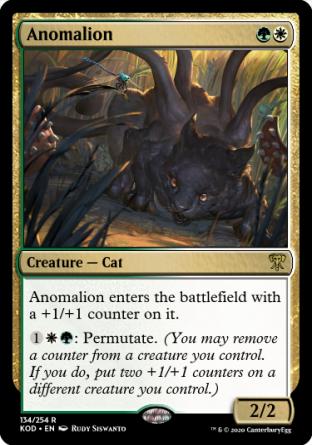 Anomalion
Creature — Cat
Anomalion enters the battlefield with
a +1/+1 counter on it.
1: Permutate. (You may remove
a counter from a creature you control.
If you do, put two +1/+1 counters on a
different creature you control.)
2/2
134/254 R
KOD • EN Rudy Siswanto
™ & © 2020 CanterburyEgg